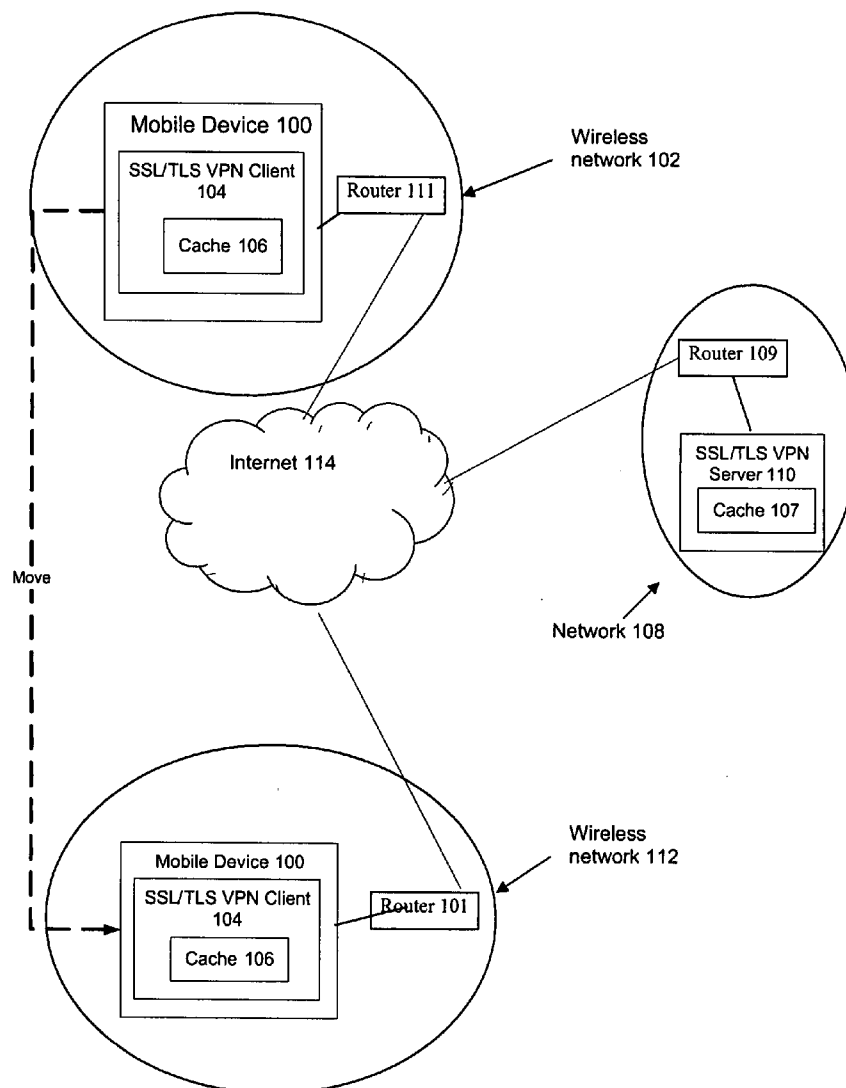 Mobile Device 100
SSL/TLS VPN Client
104
Cache 106
Router 111
Wireless
network 102
Router 109
SSL/TLS VPN
Server 110
Cache 107
Internet 114
Move
Network 108
Wireless
network 112
Mobile Device 100
SSL/TLS VPN Client
104
Cache 106
Router 101